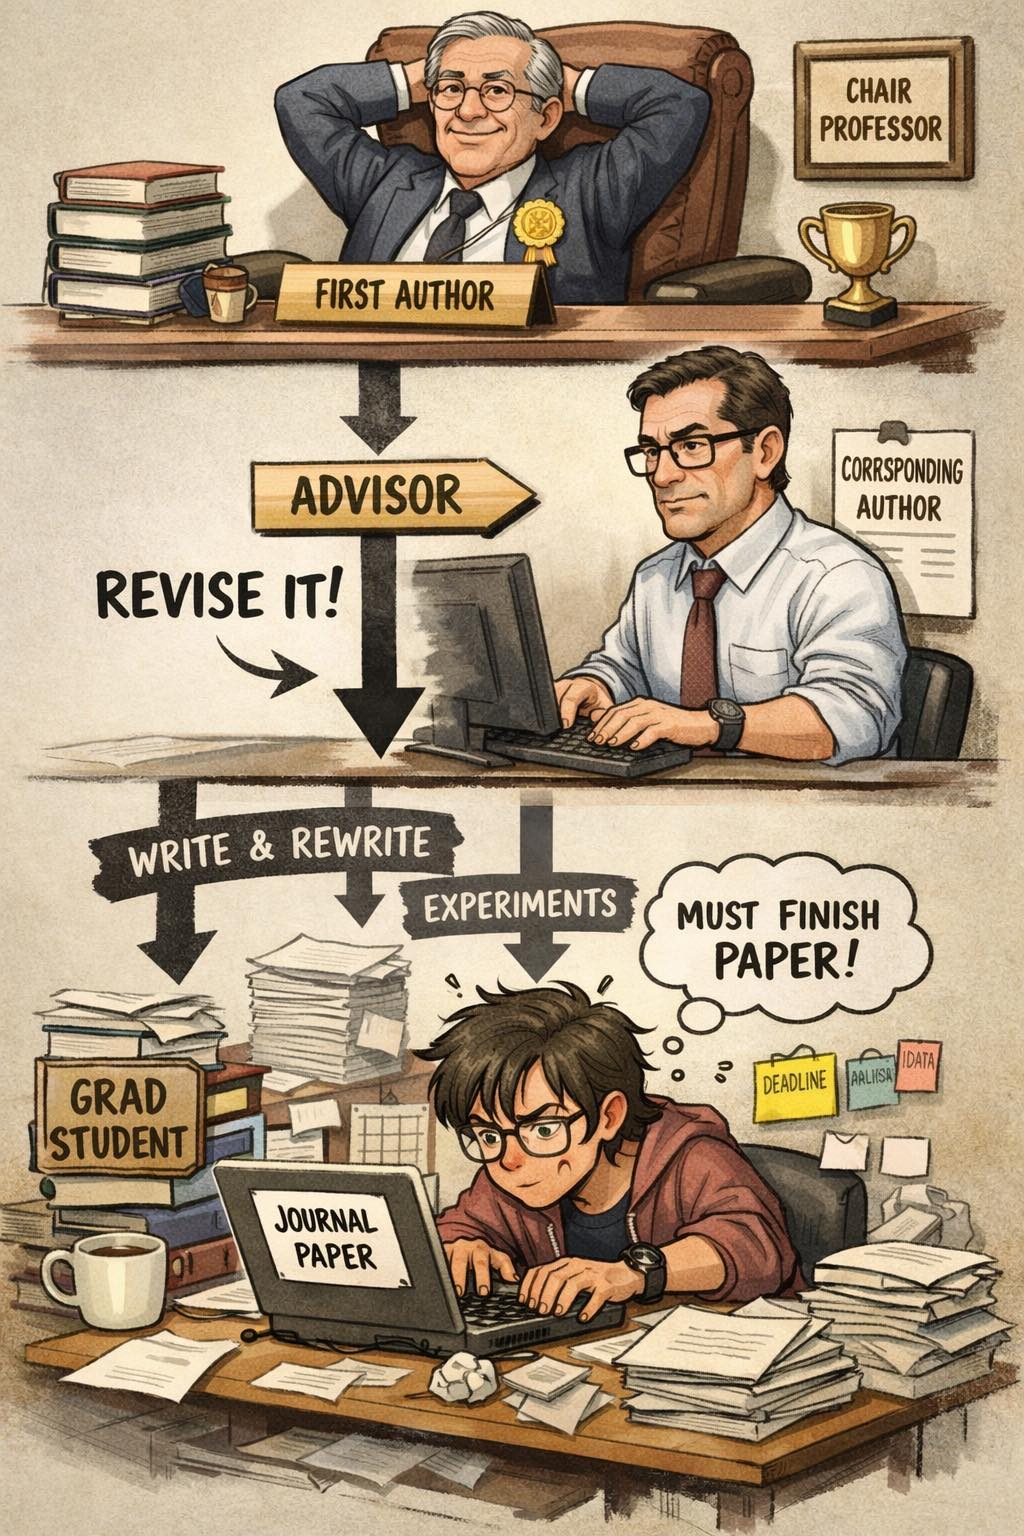 CHAIR
PROFESSOR
FIRST AUTHOR
ADVISOR
CORRSPONDING
AUTHOR
REVISE IT!
WRITE & REWRITE
EXPERIMENTS
MUST FINISH
PAPER!
GRAD
STUDENT
DEADLINE
IDATA
JOURNAL
PAPER